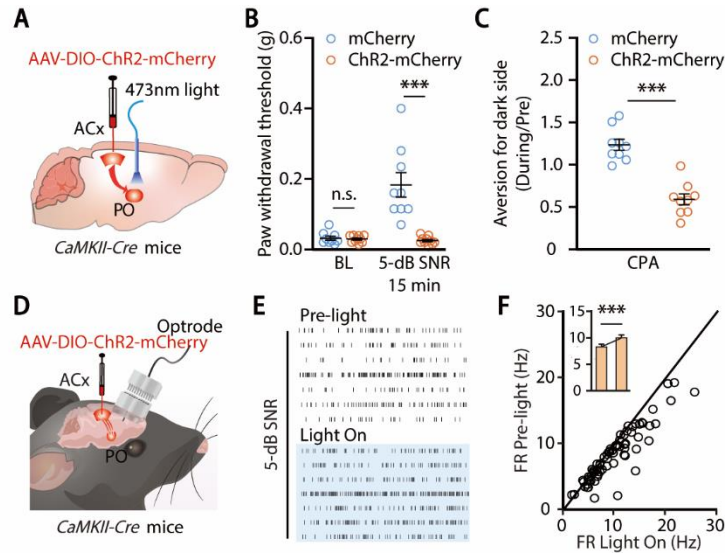 A
AAV-DIO-ChR2-mCherry
473nm light
ACx
PO
CaMKII-Cre mice
B
Paw withdrawal threshold (g)
0.6
0.4
0.2
0.0
mCherry
ChR2-mCherry
***
n.s.
BL
5-dB SNR
15 min
C
Aversion for dark side
(During/Pre)
2.5
2.0
1.5
1.0
0.5
0
mCherry
ChR2-mCherry
***
CPA
D
AAV-DIO-ChR2-mCherry
Optrode
ACx
PO
CaMKII-Cre mice
E
Pre-light
5-dB SNR
Light On
F
FR Pre-light (Hz)
30
20
10
0
15
10
5
0
***
0
10
20
30
FR Light On (Hz)